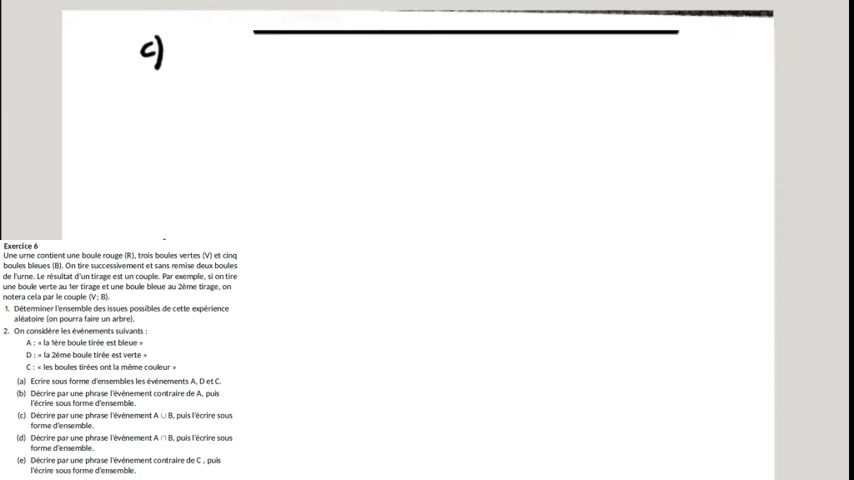 c)
Exercice 6
Une urne contient une boule rouge (R), trois boules vertes (V) et cinq
boules bleues (B). On tire successivement et sans remise deux boules
de l'urne. Le résultat d'un tirage est un couple. Par exemple, si on tire
une boule verte au 1er tirage et une boule bleue au 2ème tirage, on
notera cela par le couple (V; B).
1. Déterminer l'ensemble des issues possibles de cette expérience
aléatoire (on pourra faire un arbre).
2. On considère les événements suivants :
A : « la 1ère boule tirée est bleue »
D : « la 2ème boule tirée est verte »
C : « les boules tirées ont la même couleur »
(a) Ecrire sous forme d'ensembles les événements A, D et C.
(b) Décrire par une phrase l'événement contraire de A, puis
l'écrire sous forme d'ensemble.
(c) Décrire par une phrase l'événement A ∪ B, puis l'écrire sous
forme d'ensemble.
(d) Décrire par une phrase l'événement A ∩ B, puis l'écrire sous
forme d'ensemble.
(e) Décrire par une phrase l'événement contraire de C , puis
l'écrire sous forme d'ensemble.